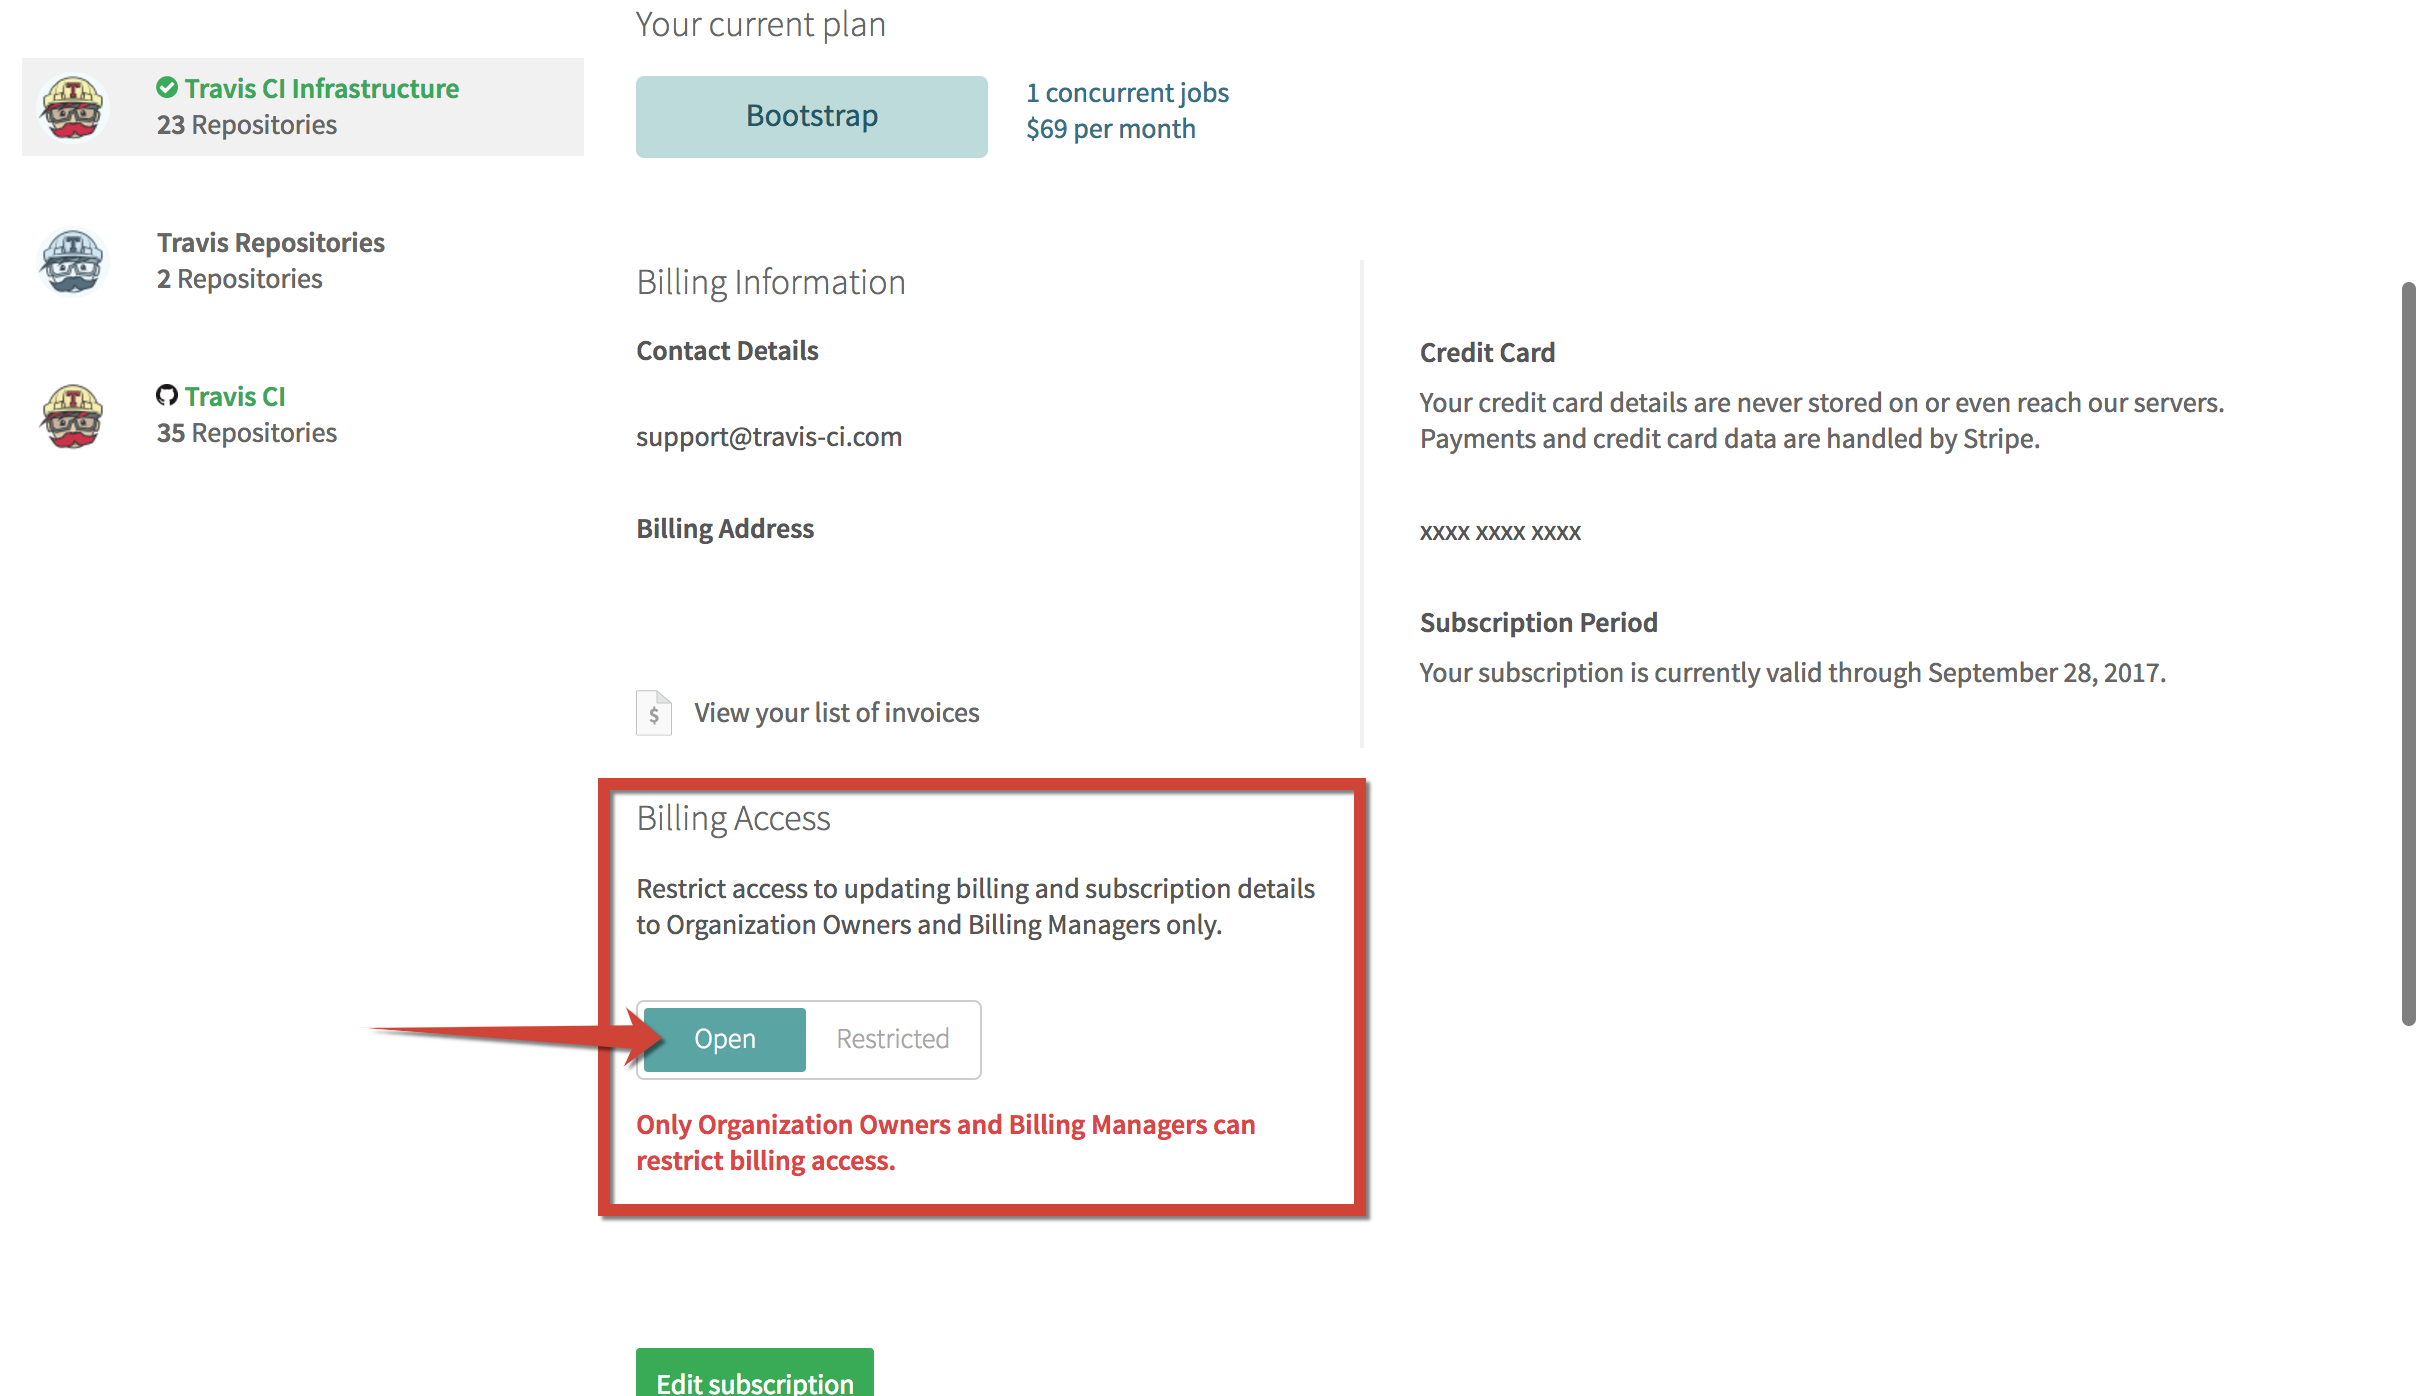 Your current plan
Travis CI Infrastructure
23 Repositories
Bootstrap
1 concurrent jobs
$69 per month
Travis Repositories
2 Repositories
Travis CI
35 Repositories
Billing Information
Contact Details
support@travis-ci.com
Billing Address
$ View your list of invoices
Credit Card
Your credit card details are never stored on or even reach our servers.
Payments and credit card data are handled by Stripe.
xxxx xxxx xxxx
Subscription Period
Your subscription is currently valid through September 28, 2017.
Billing Access
Restrict access to updating billing and subscription details
to Organization Owners and Billing Managers only.
Open Restricted
Only Organization Owners and Billing Managers can
restrict billing access.
Edit subscription